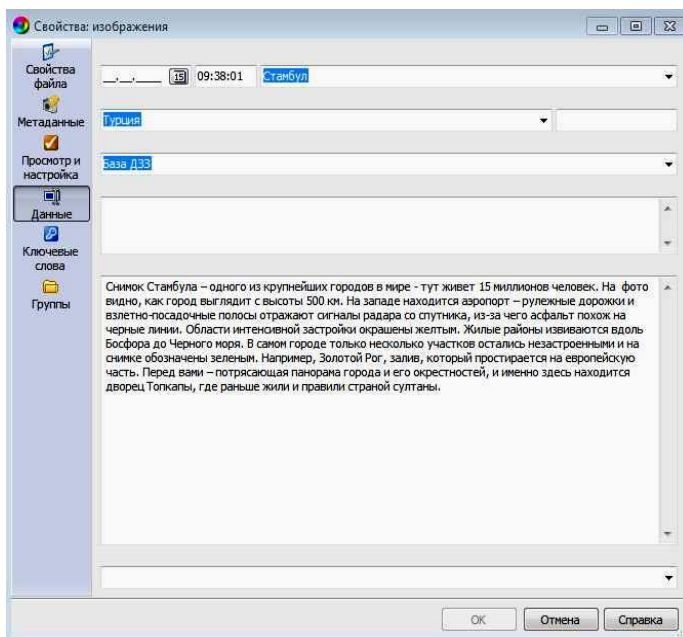 Свойства: изображения
Свойства
файла
Метаданные
Просмотр и
настройка
Данные
Ключевые
слова
Группы
__.__.____ 15 09:38:01 Стамбул
Турция
База ДЗЗ
Снимок Стамбула – одного из крупнейших городов в мире - тут живет 15 миллионов человек. На фото
видно, как город выглядит с высоты 500 км. На западе находится аэропорт – рулежные дорожки и
взлетно-посадочные полосы отражают сигналы радара со спутника, из-за чего асфальт похож на
черные линии. Области интенсивной застройки окрашены желтым. Жилые районы извиваются вдоль
Босфора до Черного моря. В самом городе только несколько участков остались незастроенными и на
снимке обозначены зеленым. Например, Золотой Рог, залив, который простирается на европейскую
часть. Перед вами – потрясающая панорама города и его окрестностей, и именно здесь находится
дворец Топкапы, где раньше жили и правили страной султаны.
ОК Отмена Справка